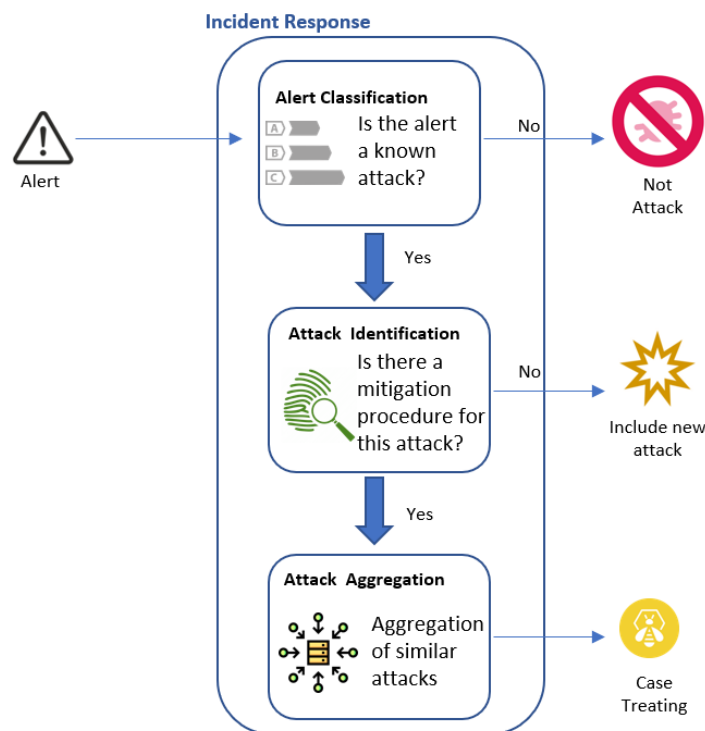 Incident Response
Alert Classification
A
B
C
Is the alert
a known
attack?
Alert
No
Not
Attack
Yes
Attack Identification
Is there a
mitigation
procedure for
this attack?
No
Include new
attack
Yes
Attack Aggregation
Aggregation
of similar
attacks
Case
Treating